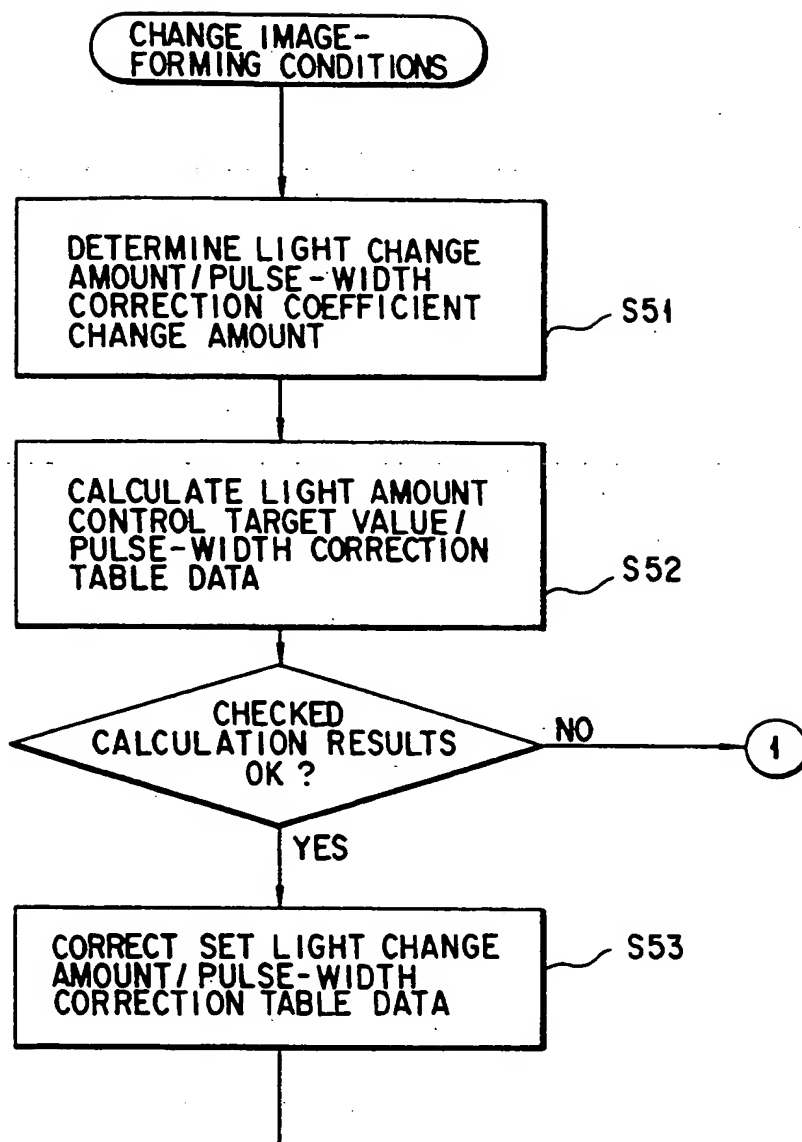 CHANGE IMAGE-
FORMING CONDITIONS
DETERMINE LIGHT CHANGE
AMOUNT/PULSE-WIDTH
CORRECTION COEFFICIENT
CHANGE AMOUNT
S51
CALCULATE LIGHT AMOUNT
CONTROL TARGET VALUE/
PULSE-WIDTH CORRECTION
TABLE DATA
S52
CHECKED
CALCULATION RESULTS
OK ?
NO
1
YES
CORRECT SET LIGHT CHANGE
AMOUNT/PULSE-WIDTH
CORRECTION TABLE DATA
S53